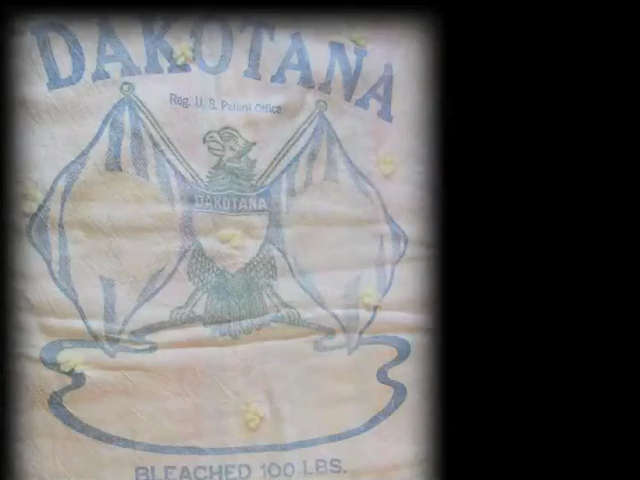 DAKOTANA
Reg. U. S. Patent Office
DAKOTANA
BLEACHED 100 LBS.